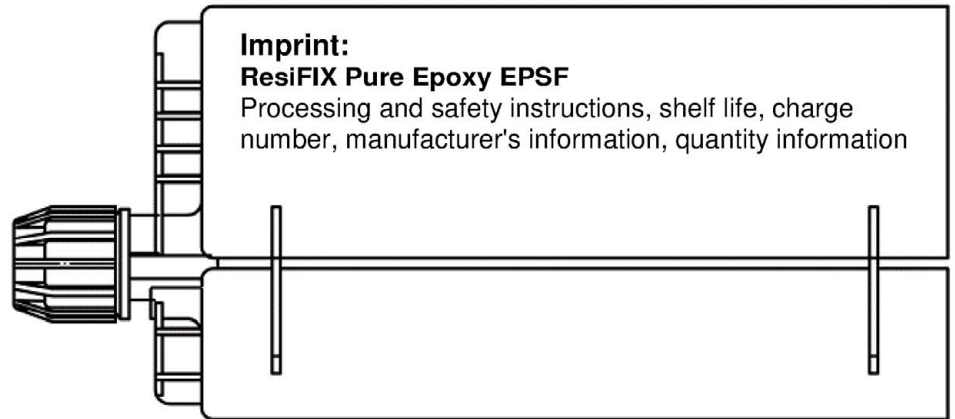 Imprint:
ResiFIX Pure Epoxy EPSF
Processing and safety instructions, shelf life, charge
number, manufacturer's information, quantity information